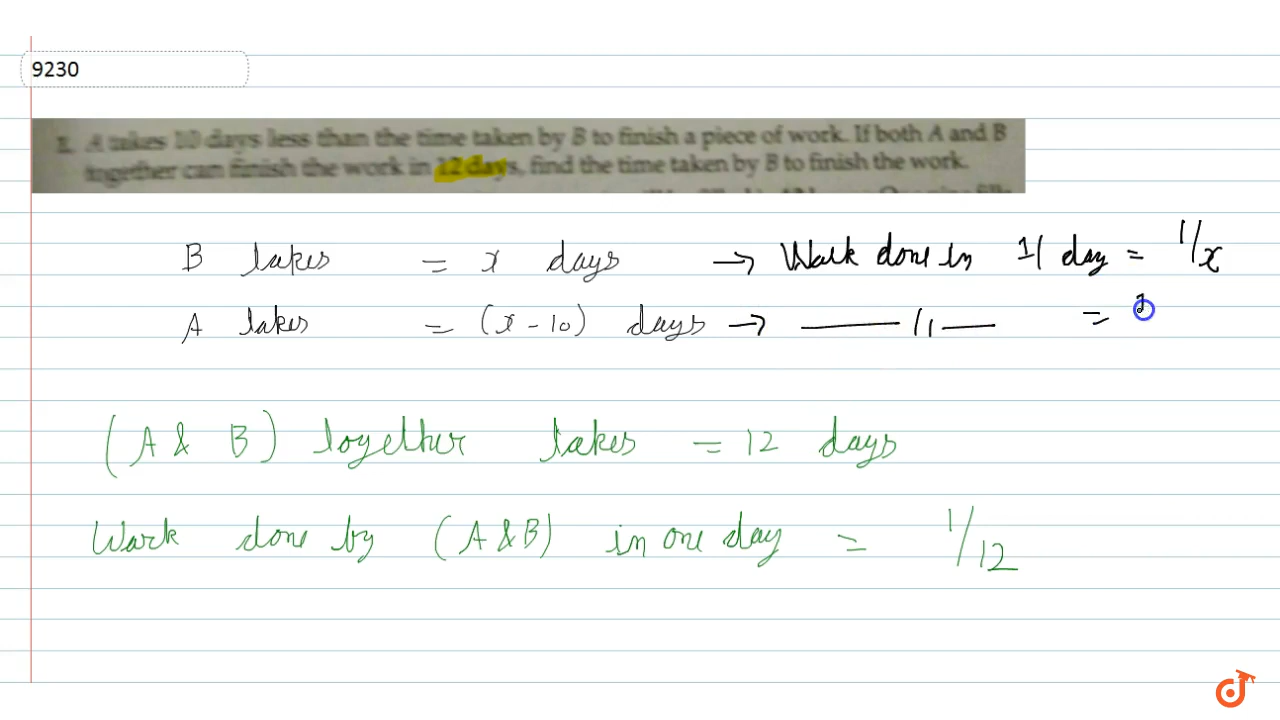 9230
1. A takes 10 days less than the time taken by B to finish a piece of work. If both A and B
together can finish the work in 12 days, find the time taken by B to finish the work.
B takes = x days → Work done in 1 day = 1/x
A takes = (x - 10) days → —— 11 —— = 1
(A & B) together takes = 12 days
Work done by (A & B) in one day = 1/12